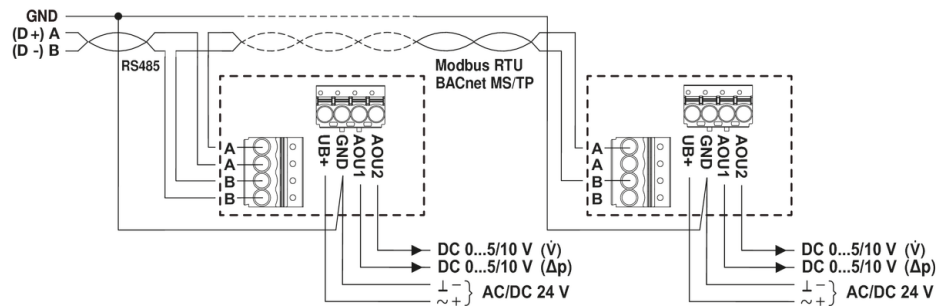 GND
(D+) A
(D -) B
RS485
Modbus RTU
BACnet MS/TP
UB+
GND
AOU1
AOU2
A
A
B
B
UB+
GND
AOU1
AOU2
A
A
B
B
DC 0...5/10 V (V̇)
DC 0...5/10 V (Δp)
⊥ −
~ + } AC/DC 24 V
DC 0...5/10 V (V̇)
DC 0...5/10 V (Δp)
⊥ −
~ + } AC/DC 24 V